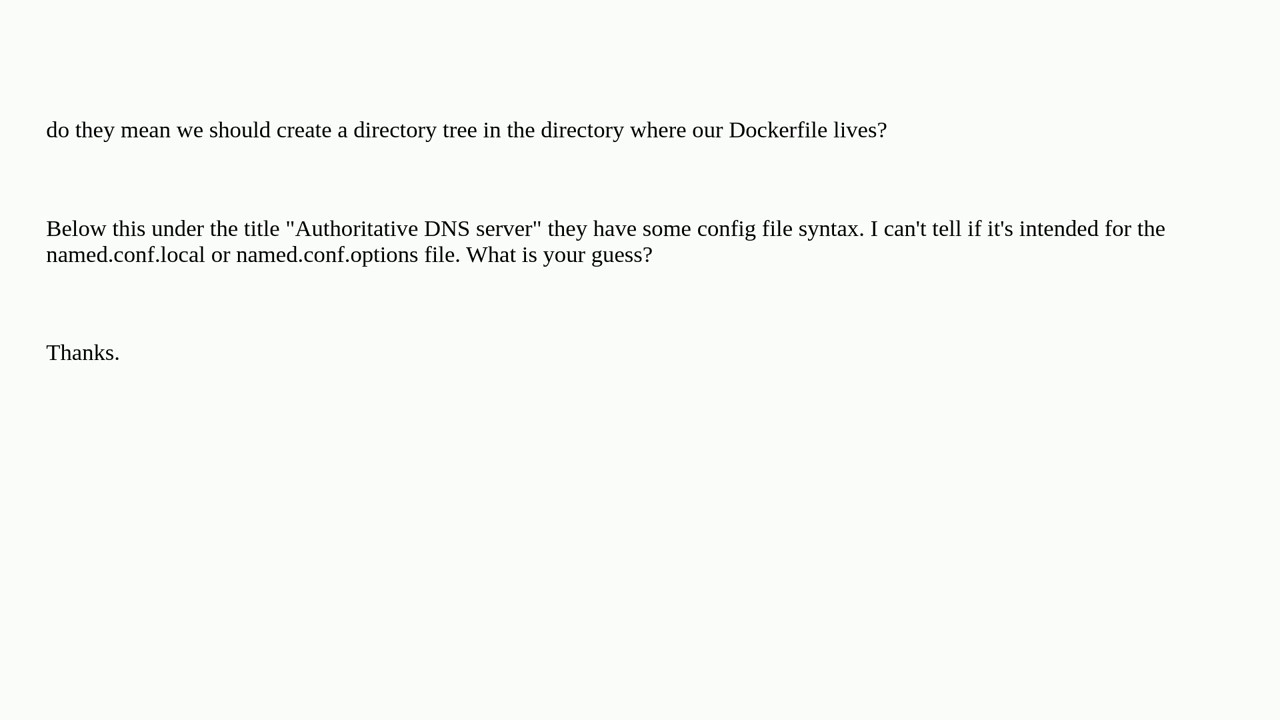 do they mean we should create a directory tree in the directory where our Dockerfile lives?
Below this under the title "Authoritative DNS server" they have some config file syntax. I can't tell if it's intended for the
named.conf.local or named.conf.options file. What is your guess?
Thanks.